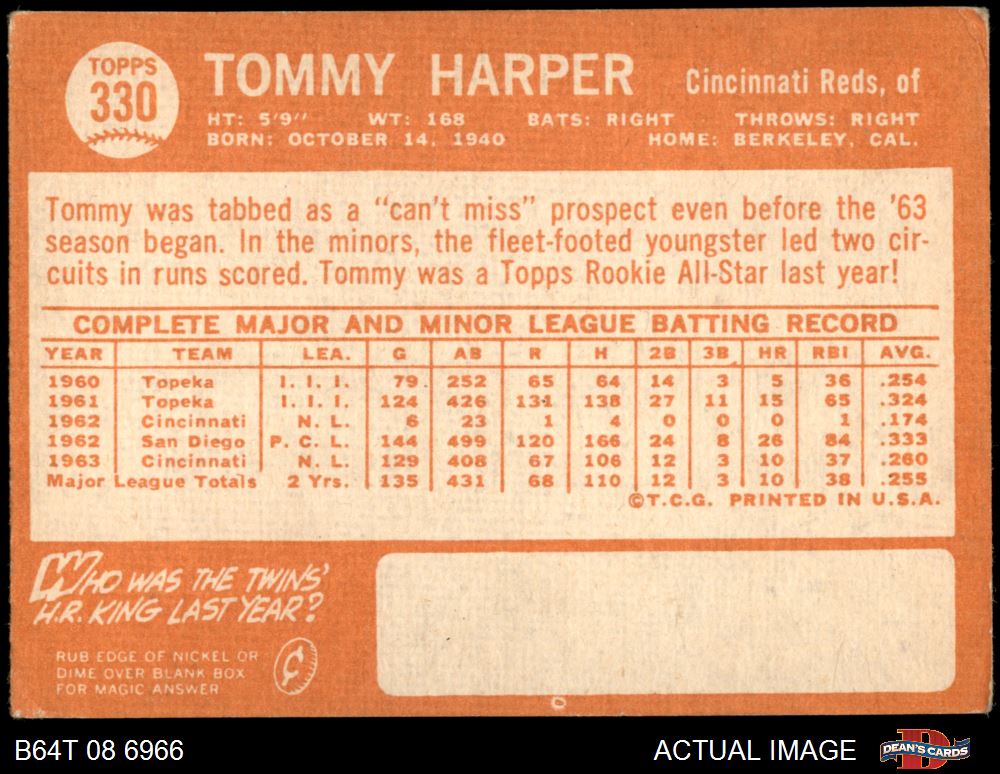 TOPPS
330
TOMMY HARPER
Cincinnati Reds, of
HT: 5'9" WT: 168 BATS: RIGHT THROWS: RIGHT
BORN: OCTOBER 14, 1940 HOME: BERKELEY, CAL.
Tommy was tabbed as a "can't miss" prospect even before the '63
season began. In the minors, the fleet-footed youngster led two cir-
cuits in runs scored. Tommy was a Topps Rookie All-Star last year!
COMPLETE MAJOR AND MINOR LEAGUE BATTING RECORD
YEAR TEAM LEA. G AB R H 2B 3B HR RBI AVG.
1960 Topeka I. I. I. 79 252 65 64 14 3 5 36 .254
1961 Topeka I. I. I. 124 426 131 138 27 11 15 65 .324
1962 Cincinnati N. L. 6 23 1 4 0 0 0 1 .174
1962 San Diego P. C. L. 144 499 120 166 24 8 26 84 .333
1963 Cincinnati N. L. 129 408 67 106 12 3 10 37 .260
Major League Totals 2 Yrs. 135 431 68 110 12 3 10 38 .255
©T.C.G. PRINTED IN U.S.A.
WHO WAS THE TWINS'
H.R. KING LAST YEAR?
RUB EDGE OF NICKEL OR
DIME OVER BLANK BOX
FOR MAGIC ANSWER
¢
B64T 08 6966
ACTUAL IMAGE
DEAN'S CARDS